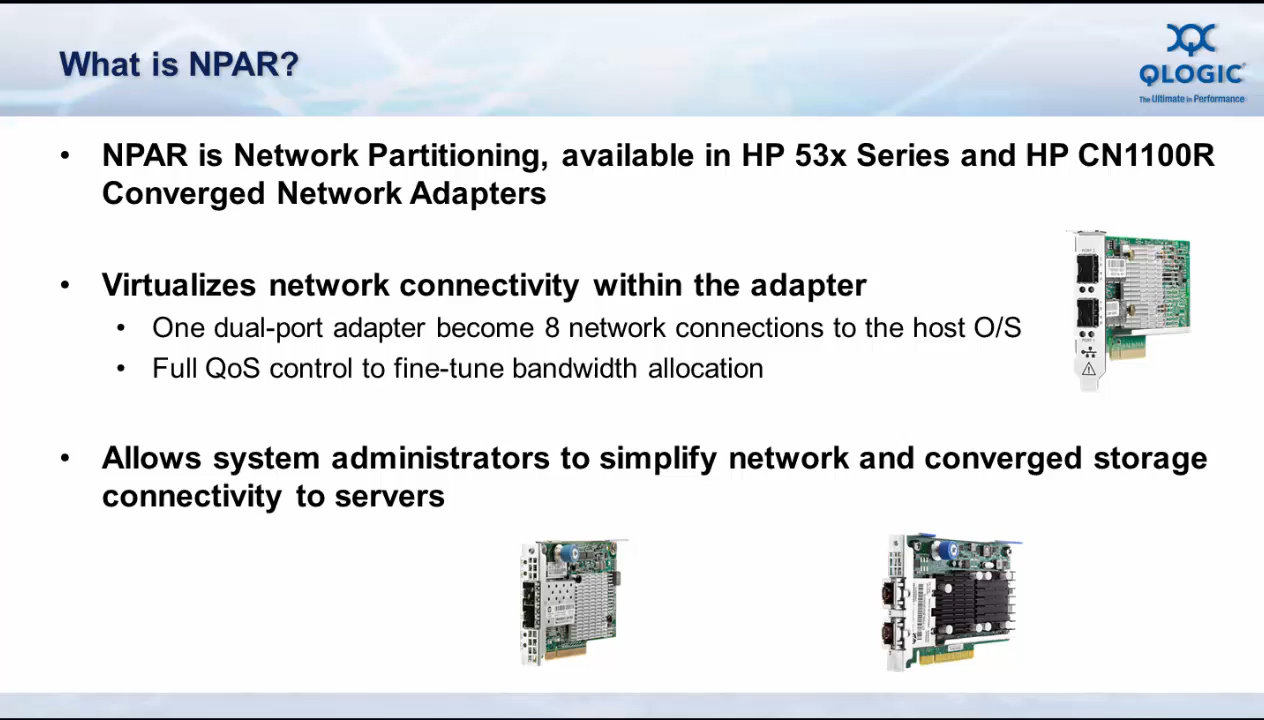 What is NPAR?
QLOGIC
The Ultimate in Performance
• NPAR is Network Partitioning, available in HP 53x Series and HP CN1100R
Converged Network Adapters
• Virtualizes network connectivity within the adapter
• One dual-port adapter become 8 network connections to the host O/S
• Full QoS control to fine-tune bandwidth allocation
• Allows system administrators to simplify network and converged storage
connectivity to servers